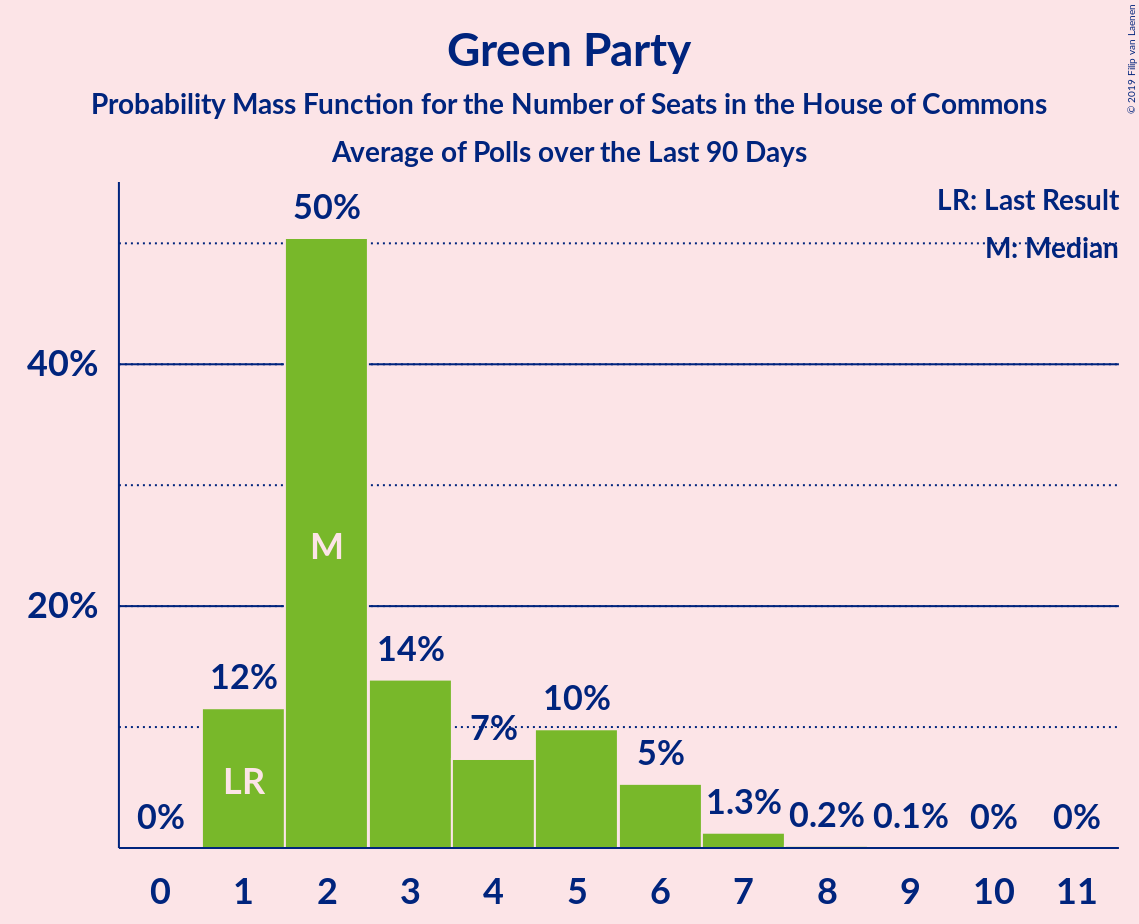 Green Party
Probability Mass Function for the Number of Seats in the House of Commons
Average of Polls over the Last 90 Days
© 2019 Filip van Laenen
LR: Last Result
M: Median
50%
40%
20%
M
14%
12%
10%
7%
5%
LR
1.3%
0.2%
0.1%
0%
0%
0%
0 1 2 3 4 5 6 7 8 9 10 11